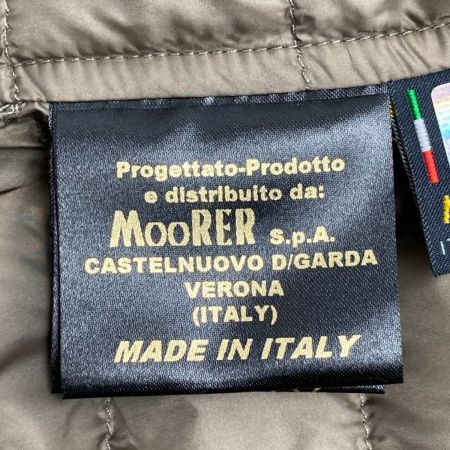 Progettato-Prodotto
e distribuito da:
MOORER S.p.A.
CASTELNUOVO D/GARDA
VERONA
(ITALY)
MADE IN ITALY